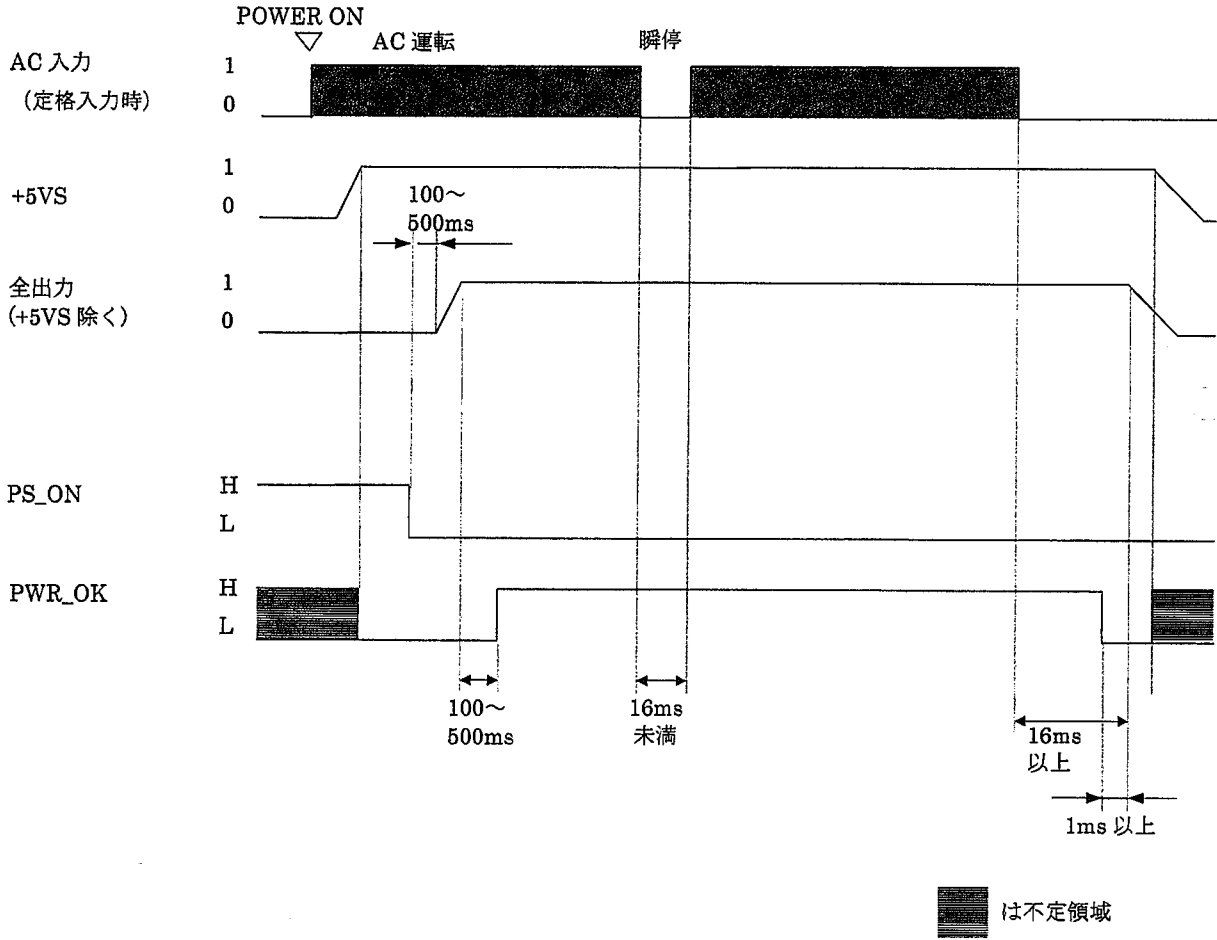 POWER ON
AC 運転
瞬停
AC 入力
(定格入力時)
1
0
+5VS
1
0
100～
500ms
全出力
(+5VS 除く)
1
0
PS_ON
H
L
PWR_OK
H
L
100～
500ms
16ms
未満
16ms
以上
1ms 以上
は不定領域